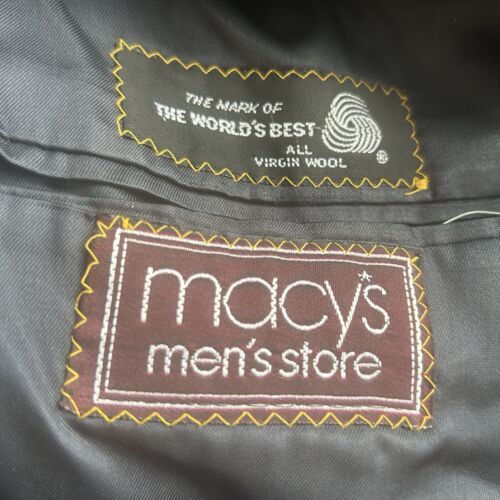 THE MARK OF
THE WORLD'S BEST
ALL
VIRGIN WOOL ®
macy's
men's store